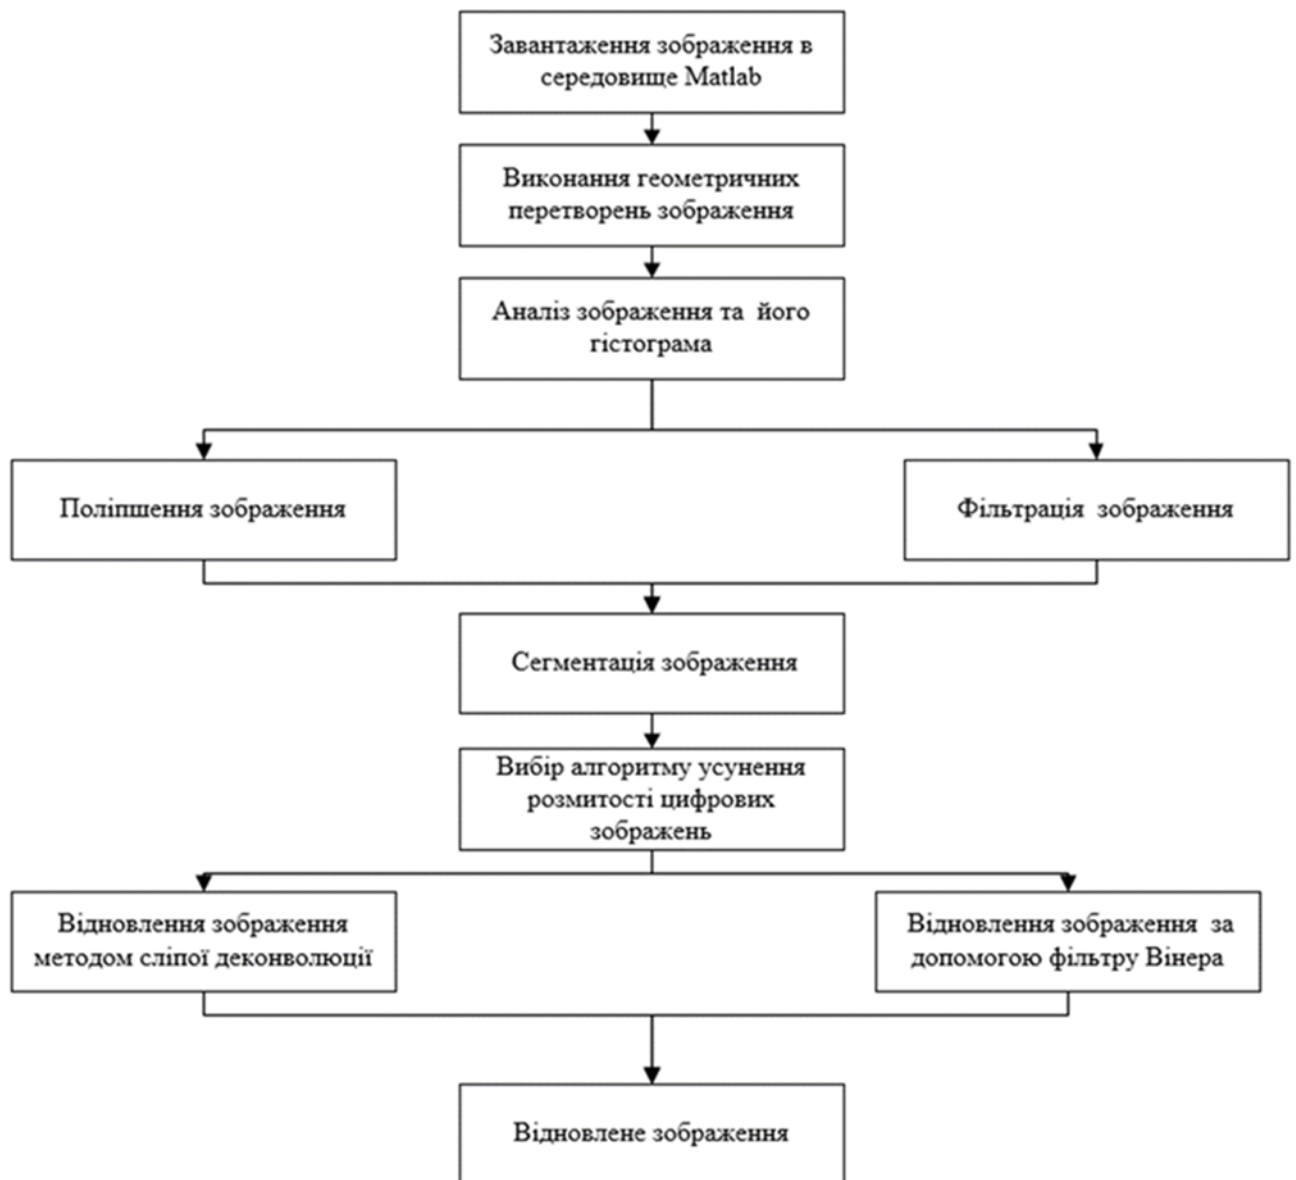 Завантаження зображення в
середовище Matlab
Виконання геометричних
перетворень зображення
Аналіз зображення та його
гістограма
Поліпшення зображення
Фільтрація зображення
Сегментація зображення
Вибір алгоритму усунення
розмитості цифрових
зображень
Відновлення зображення
методом сліпої деконволюції
Відновлення зображення за
допомогою фільтру Вінера
Відновлене зображення